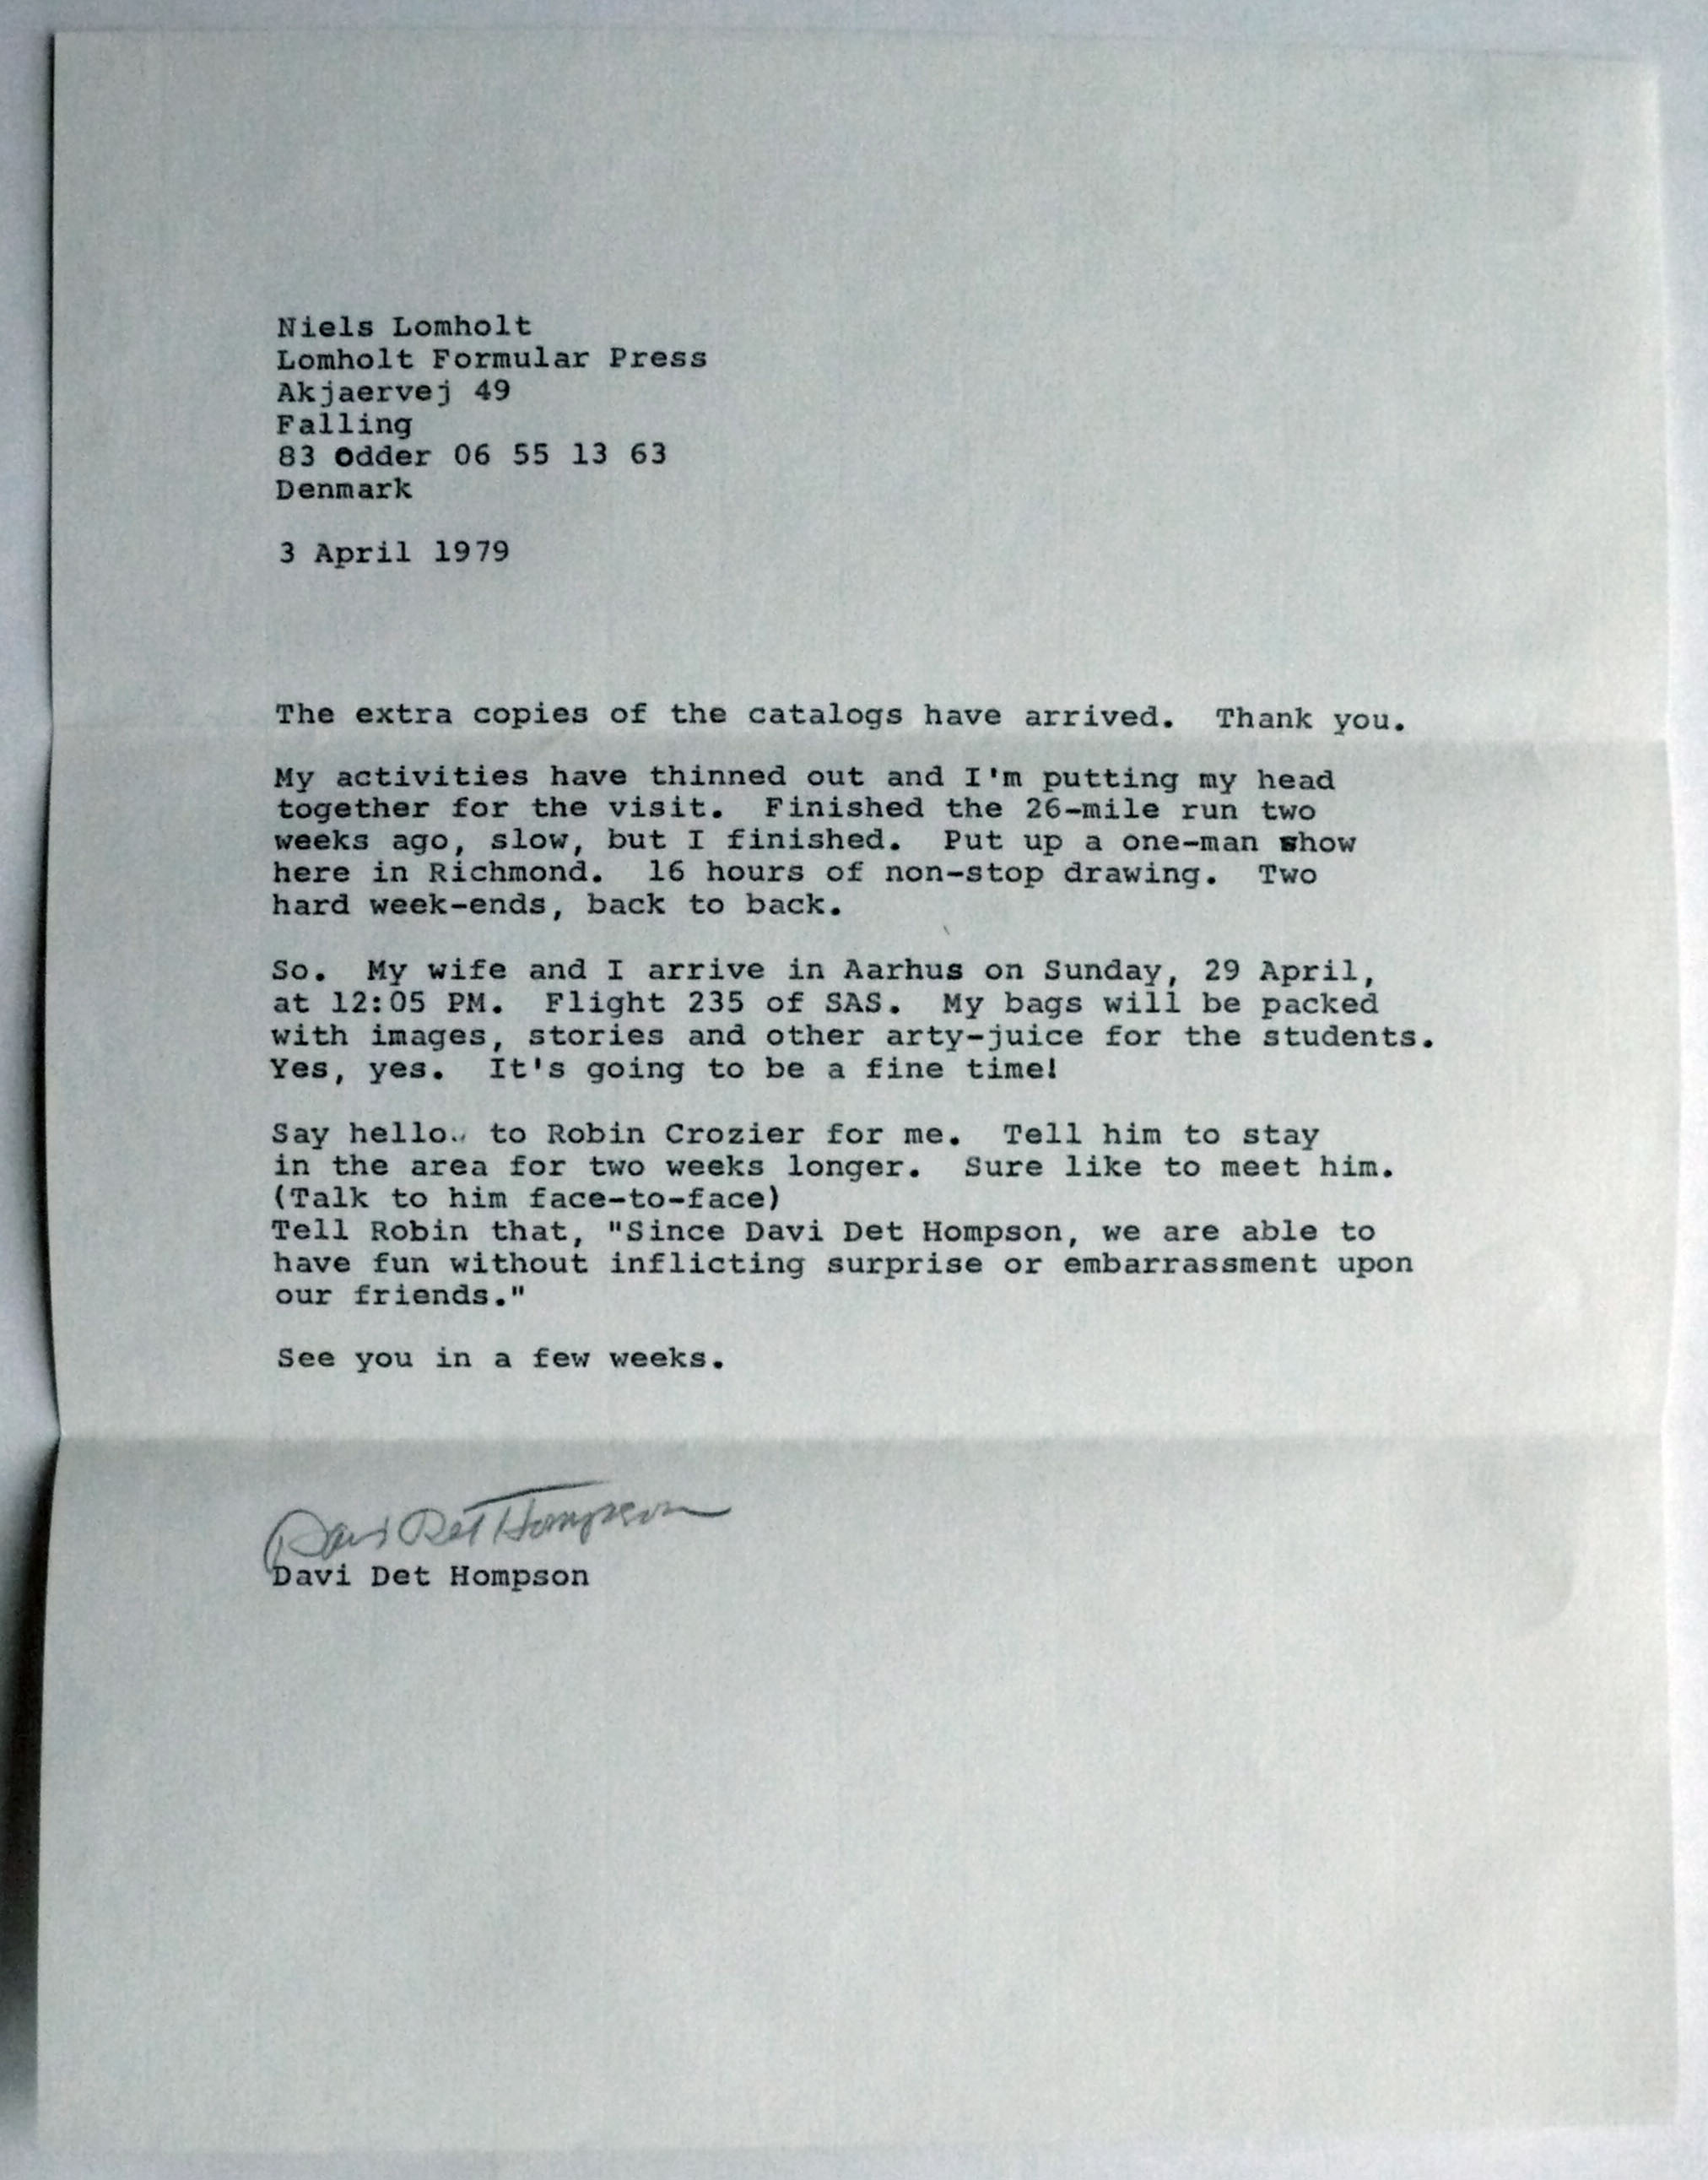 Niels Lomholt
Lomholt Formular Press
Akjaervej 49
Falling
83 Odder 06 55 13 63
Denmark
3 April 1979
The extra copies of the catalogs have arrived.  Thank you.
My activities have thinned out and I'm putting my head
together for the visit.  Finished the 26-mile run two
weeks ago, slow, but I finished.  Put up a one-man show
here in Richmond.  16 hours of non-stop drawing.  Two
hard week-ends, back to back.
So.  My wife and I arrive in Aarhus on Sunday, 29 April,
at 12:05 PM.  Flight 235 of SAS.  My bags will be packed
with images, stories and other arty-juice for the students.
Yes, yes.  It's going to be a fine time!
Say hello.. to Robin Crozier for me.  Tell him to stay
in the area for two weeks longer.  Sure like to meet him.
(Talk to him face-to-face)
Tell Robin that, "Since Davi Det Hompson, we are able to
have fun without inflicting surprise or embarrassment upon
our friends."
See you in a few weeks.
Davi Det Hompson
Davi Det Hompson